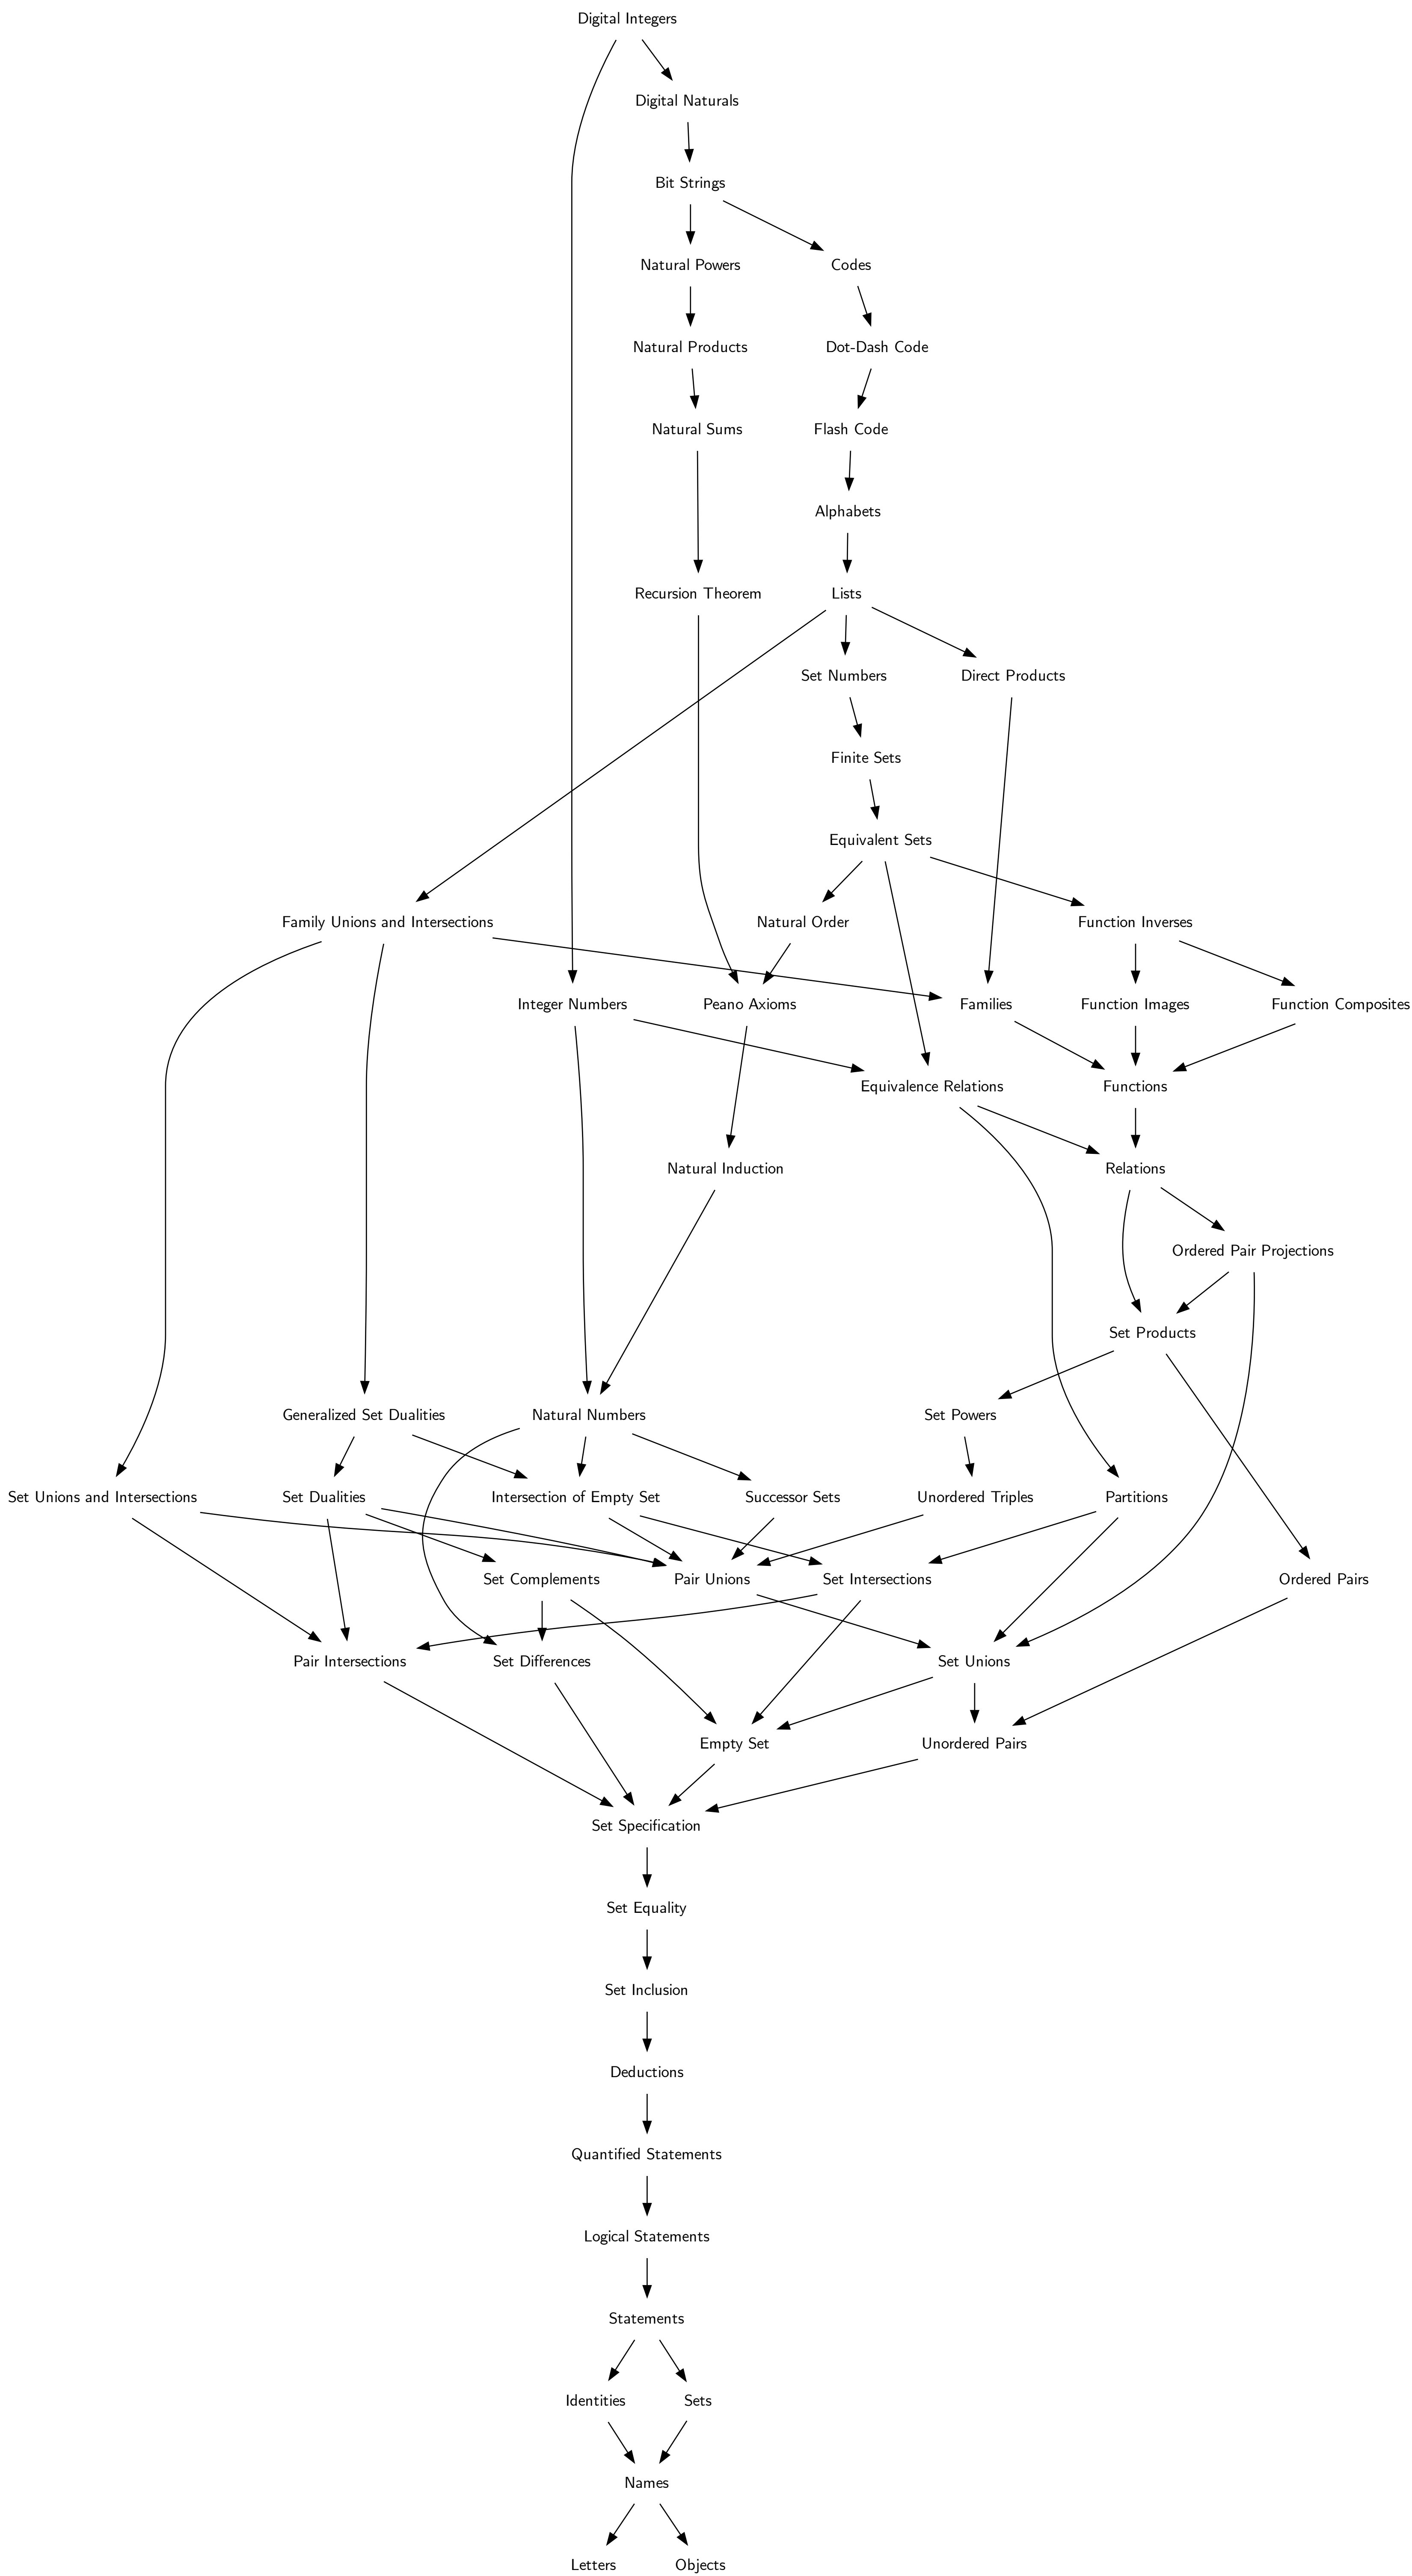 Digital Integers
Digital Naturals
Bit Strings
Natural Powers
Codes
Natural Products
Dot-Dash Code
Natural Sums
Flash Code
Alphabets
Recursion Theorem
Lists
Set Numbers
Direct Products
Finite Sets
Equivalent Sets
Family Unions and Intersections
Natural Order
Function Inverses
Integer Numbers
Peano Axioms
Families
Function Images
Function Composites
Equivalence Relations
Functions
Natural Induction
Relations
Ordered Pair Projections
Set Products
Generalized Set Dualities
Natural Numbers
Set Powers
Set Unions and Intersections
Set Dualities
Intersection of Empty Set
Successor Sets
Unordered Triples
Partitions
Set Complements
Pair Unions
Set Intersections
Ordered Pairs
Pair Intersections
Set Differences
Set Unions
Empty Set
Unordered Pairs
Set Specification
Set Equality
Set Inclusion
Deductions
Quantified Statements
Logical Statements
Statements
Identities
Sets
Names
Letters
Objects